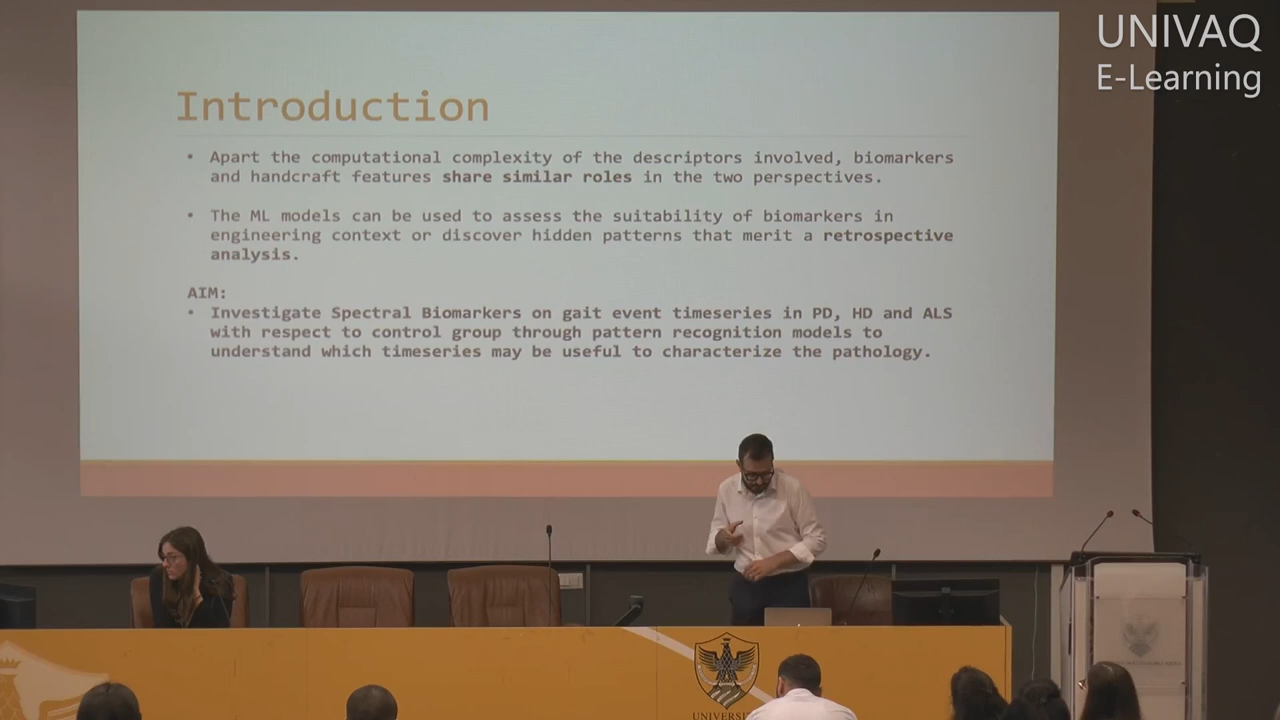 UNIVAQ
E-Learning
Introduction
• Apart the computational complexity of the descriptors involved, biomarkers
and handcraft features share similar roles in the two perspectives.
• The ML models can be used to assess the suitability of biomarkers in
engineering context or discover hidden patterns that merit a retrospective
analysis.
AIM:
• Investigate Spectral Biomarkers on gait event timeseries in PD, HD and ALS
with respect to control group through pattern recognition models to
understand which timeseries may be useful to characterize the pathology.